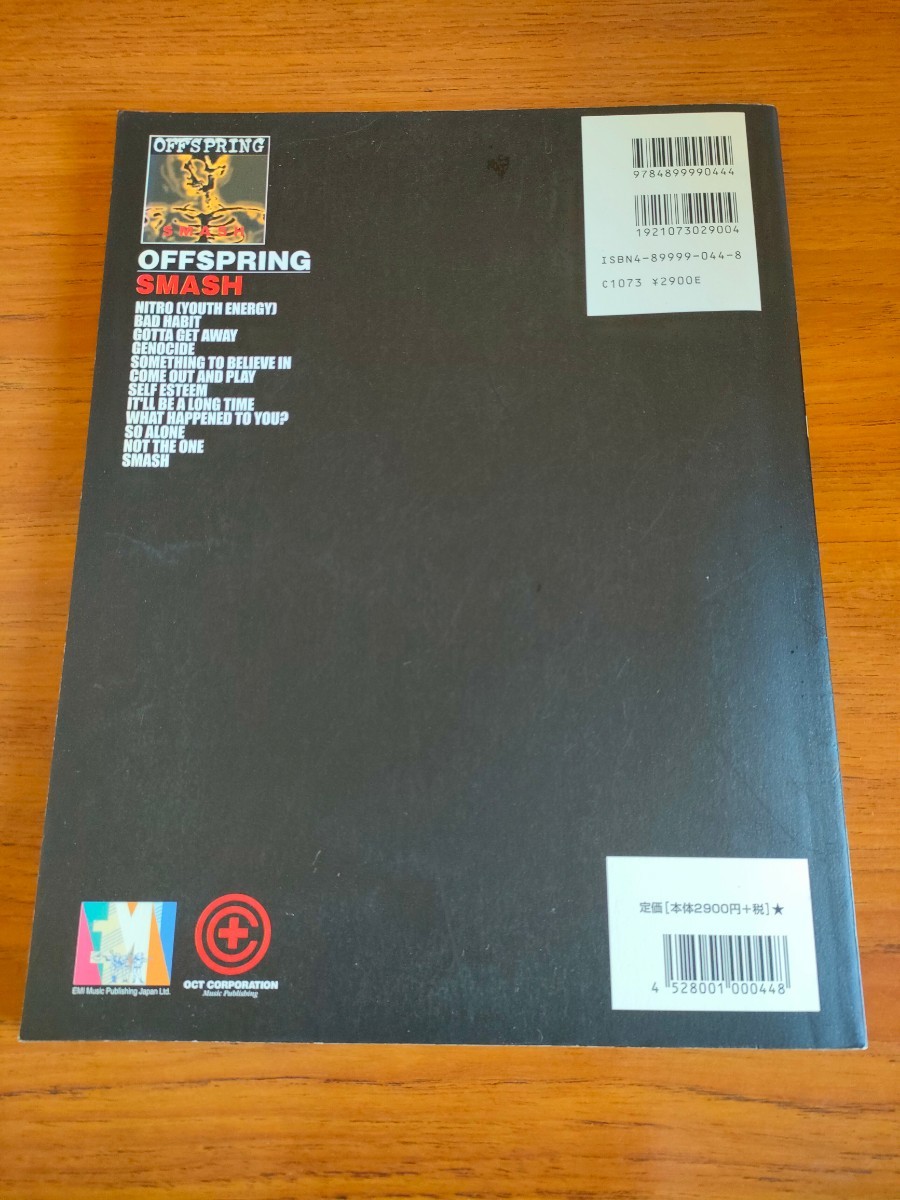 OFFSPRING
SMASH
OFFSPRING
SMASH
NITRO (YOUTH ENERGY)
BAD HABIT
GOTTA GET AWAY
GENOCIDE
SOMETHING TO BELIEVE IN
COME OUT AND PLAY
SELF ESTEEM
IT'LL BE A LONG TIME
WHAT HAPPENED TO YOU?
SO ALONE
NOT THE ONE
SMASH
9784899990444
1921073029004
ISBN4-89999-044-8
C1073 ¥2900E
EMI
EMI Music Publishing Japan Ltd.
OCT CORPORATION
Music Publishing
定価[本体2900円+税]★
4 528001 000448